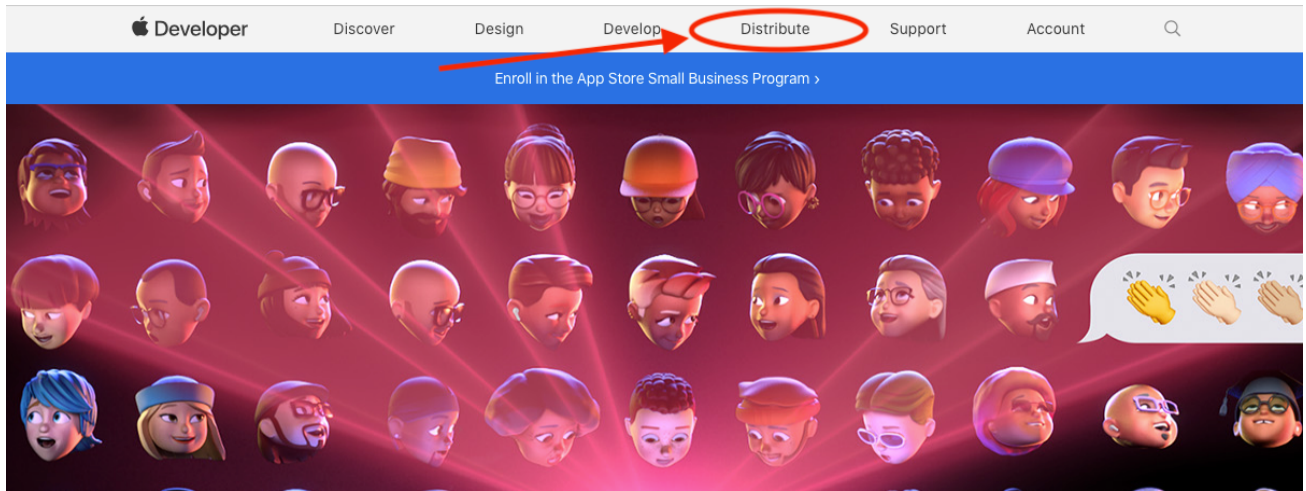 Developer Discover Design Develop Distribute Support Account
Enroll in the App Store Small Business Program ›